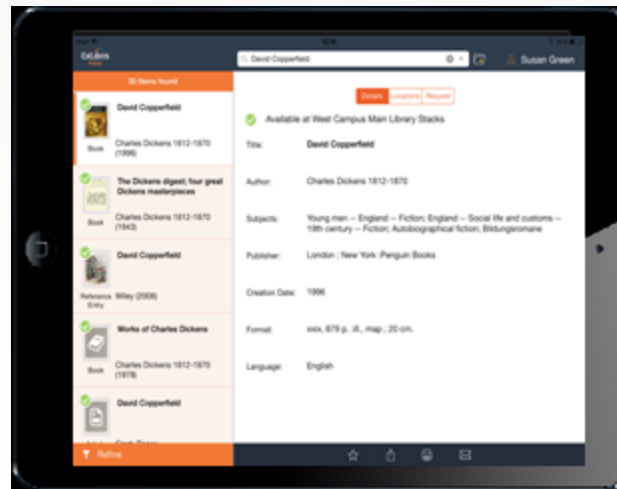 iPad
ExLibris
David Copperfield
Susan Green
30 items found
David Copperfield
Book
Charles Dickens 1812-1870
(1996)
The Dickens digest; four great
Dickens masterpieces
Book
Charles Dickens 1812-1870
(1943)
David Copperfield
Reference
Entry
Wiley (2008)
Works of Charles Dickens
Book
Charles Dickens 1812-1870
(1978)
David Copperfield
Refine
Details
Locations
Request
Available at West Campus Main Library Stacks
Title:
David Copperfield
Author:
Charles Dickens 1812-1870
Subjects:
Young men -- England -- Fiction; England -- Social life and customs --
19th century -- Fiction; Autobiographical fiction; Bildungsromane
Publisher:
London ; New York :Penguin Books
Creation Date:
1996
Format:
xxix, 879 p. :ill., map ; 20 cm.
Language:
English